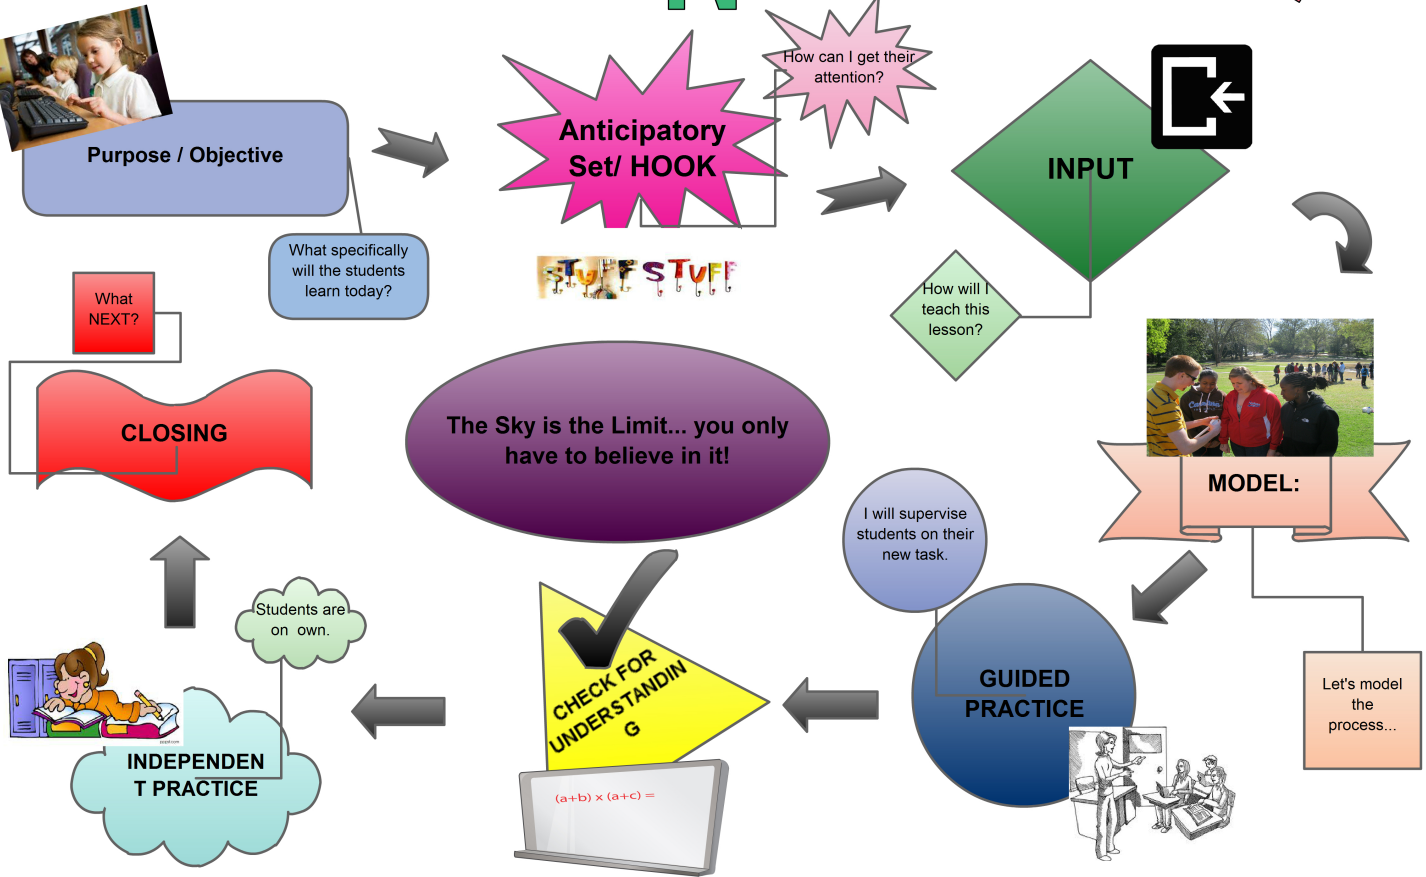 N
How can I get their
attention?
Purpose / Objective
Anticipatory
Set/ HOOK
INPUT
What specifically
will the students
learn today?
STUFF STUFF
How will I
teach this
lesson?
What
NEXT?
CLOSING
The Sky is the Limit... you only
have to believe in it!
MODEL:
I will supervise
students on their
new task.
Students are
on own.
CHECK FOR
UNDERSTANDIN
G
GUIDED
PRACTICE
Let's model
the
process...
INDEPENDEN
T PRACTICE
(a+b) x (a+c) =